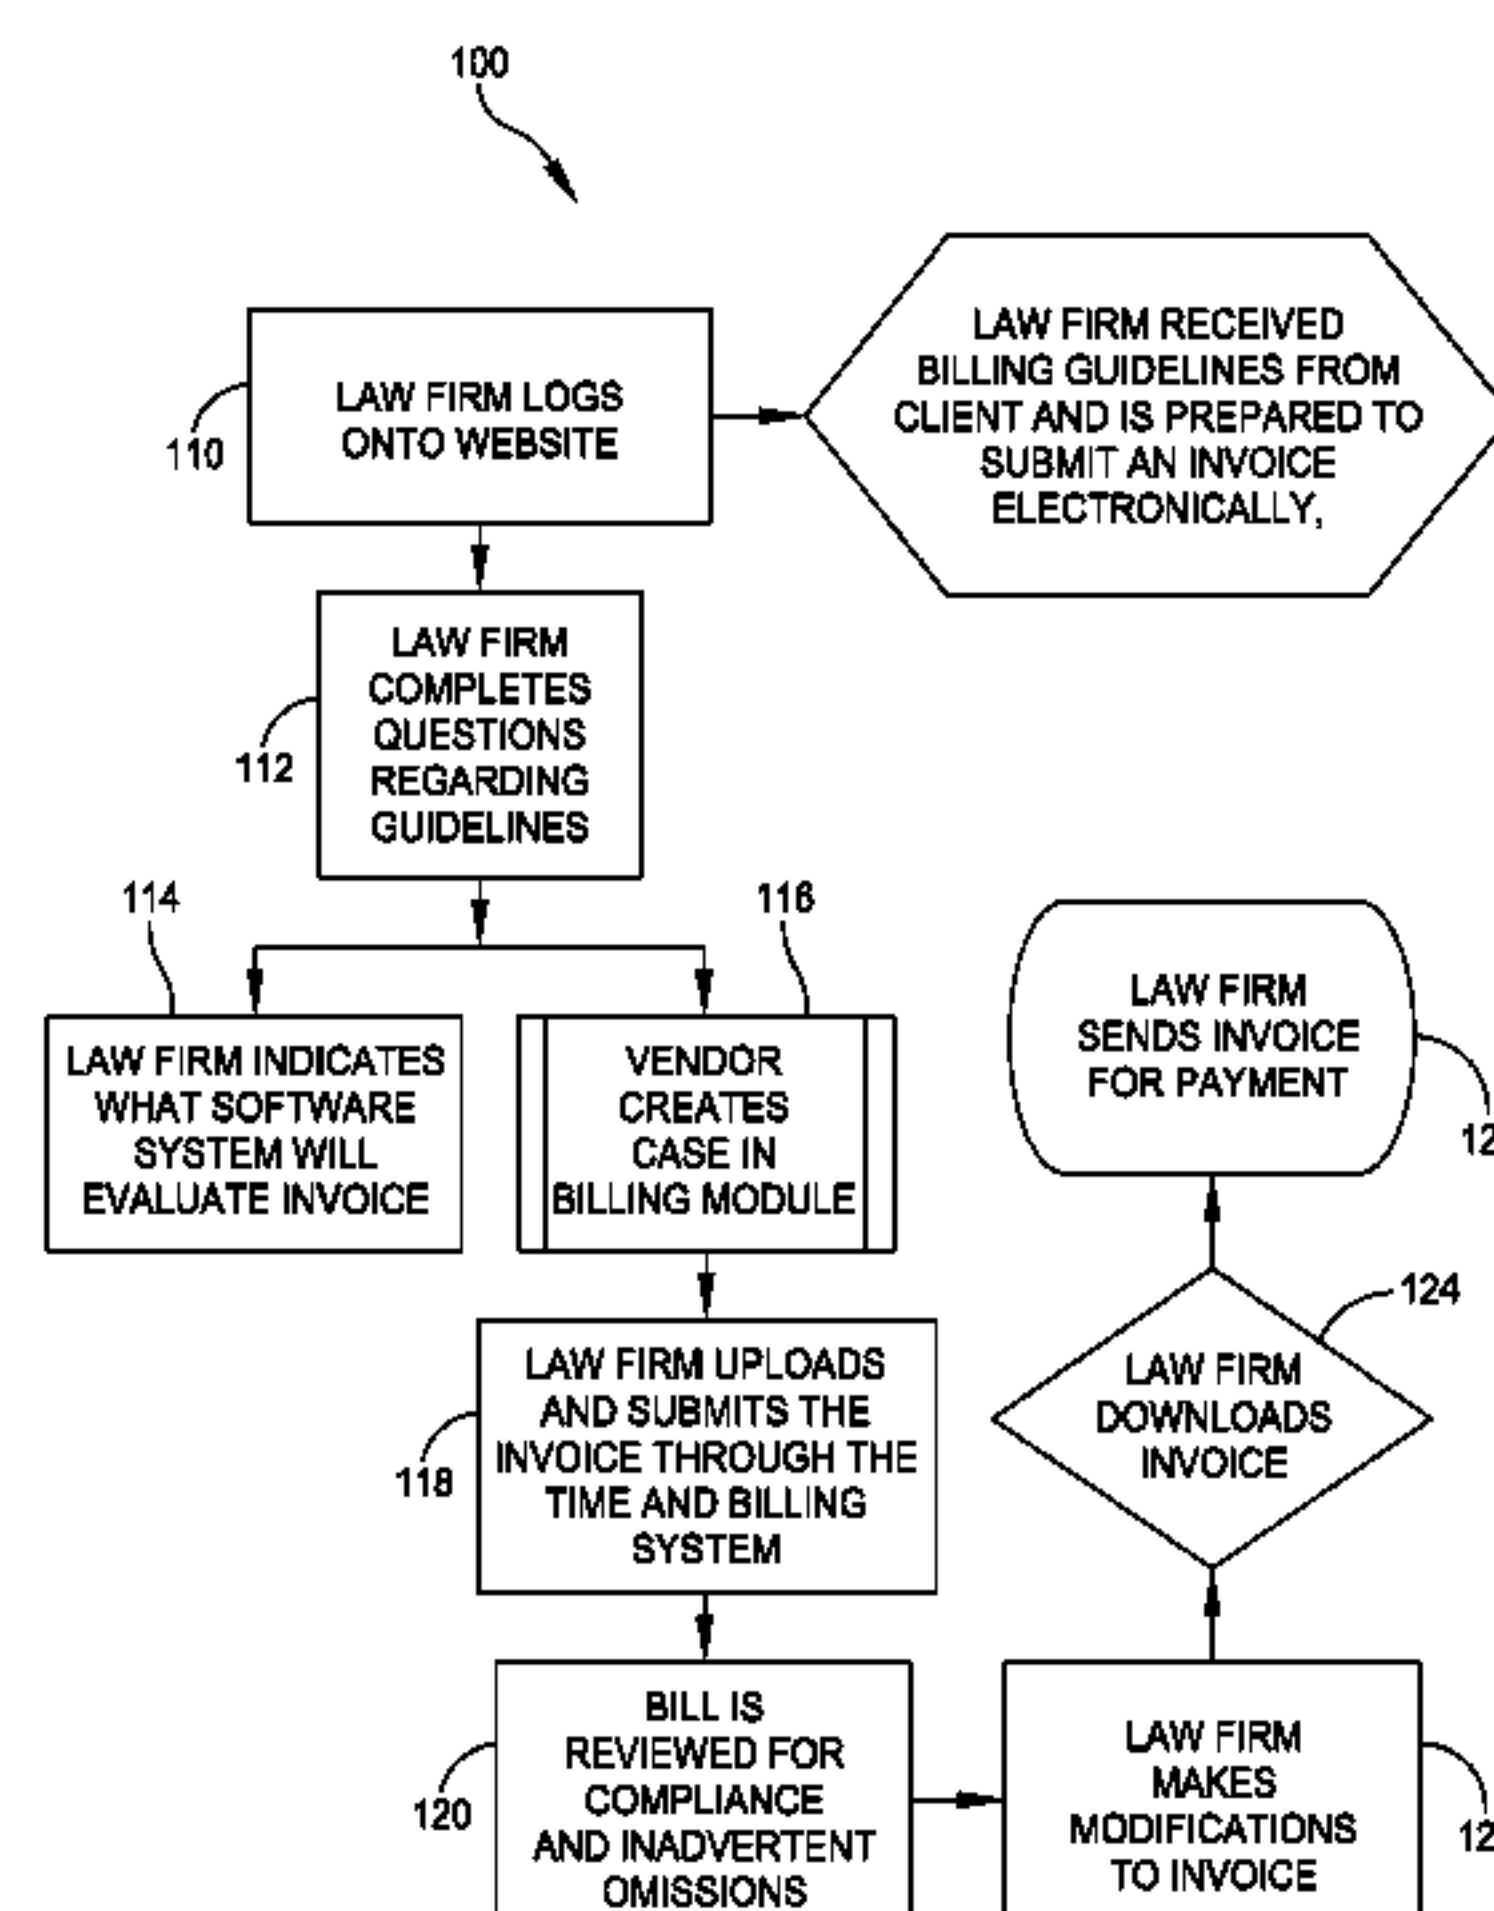 100
LAW FIRM LOGS
ONTO WEBSITE
110
LAW FIRM RECEIVED
BILLING GUIDELINES FROM
CLIENT AND IS PREPARED TO
SUBMIT AN INVOICE
ELECTRONICALLY,
LAW FIRM
COMPLETES
QUESTIONS
REGARDING
GUIDELINES
112
114
LAW FIRM INDICATES
WHAT SOFTWARE
SYSTEM WILL
EVALUATE INVOICE
116
VENDOR
CREATES
CASE IN
BILLING MODULE
LAW FIRM UPLOADS
AND SUBMITS THE
INVOICE THROUGH THE
TIME AND BILLING
SYSTEM
118
BILL IS
REVIEWED FOR
COMPLIANCE
AND INADVERTENT
OMISSIONS
120
LAW FIRM
MAKES
MODIFICATIONS
TO INVOICE
LAW FIRM
DOWNLOADS
INVOICE
124
LAW FIRM
SENDS INVOICE
FOR PAYMENT